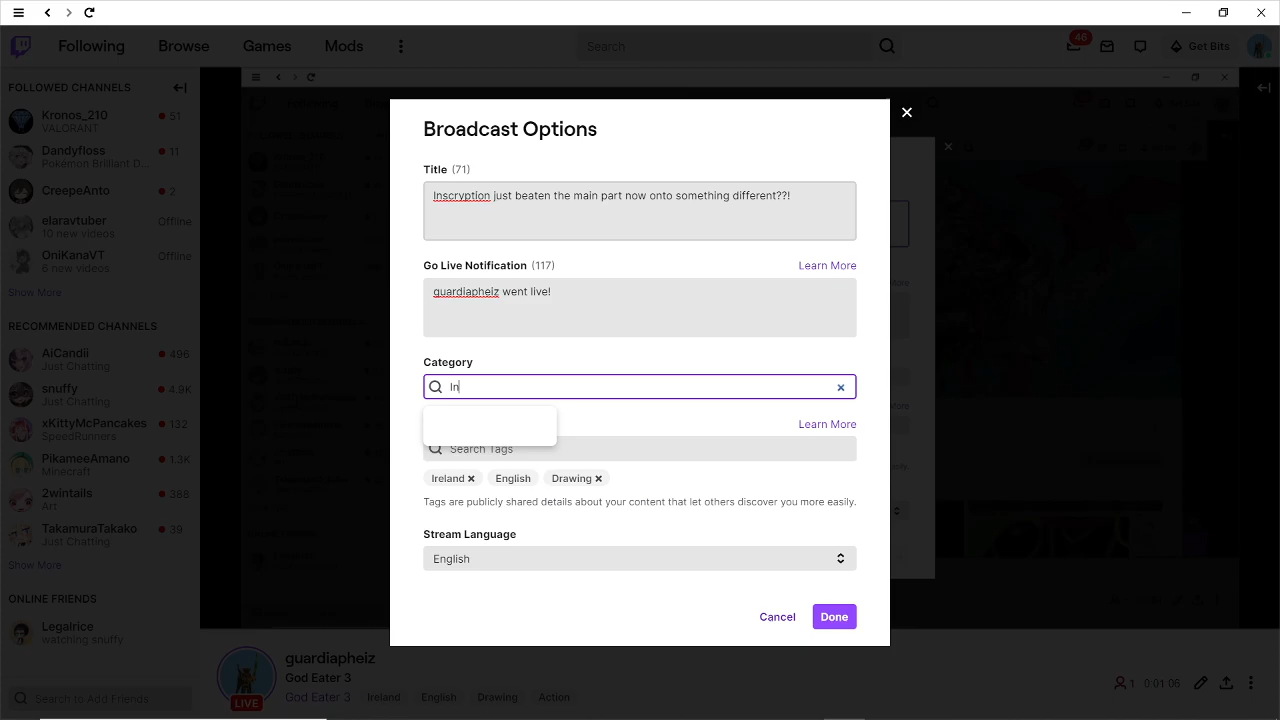 Following
Browse
Games
Mods
Search
46
Get Bits
FOLLOWED CHANNELS
Kronos_210
51
VALORANT
Dandyfloss
11
Pokémon Brilliant D...
CreepeAnto
2
elaravtuber
Offline
10 new videos
OniKanaVT
Offline
6 new videos
Show More
RECOMMENDED CHANNELS
AiCandii
496
Just Chatting
snuffy
4.9K
Just Chatting
xKittyMcPancakes
132
SpeedRunners
PikameeAmano
1.3K
Minecraft
2wintails
388
Art
TakamuraTakako
39
Just Chatting
Show More
ONLINE FRIENDS
Legalrice
watching snuffy
Search to Add Friends
Broadcast Options
Title (71)
Inscryption just beaten the main part now onto something different??!
Go Live Notification (117)
Learn More
guardiapheiz went live!
Category
In
Learn More
Search Tags
Ireland
English
Drawing
Tags are publicly shared details about your content that let others discover you more easily.
Stream Language
English
Cancel
Done
LIVE
guardiapheiz
God Eater 3
God Eater 3
Ireland
English
Drawing
Action
1
0:01:06